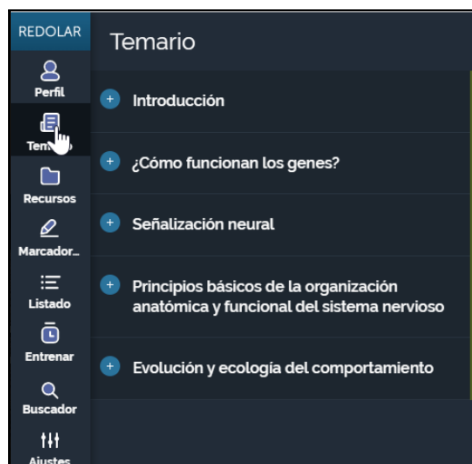 REDOLAR
Temario
Perfil
Recursos
Marcador...
Listado
Entrenar
Buscador
Ajustes
Introducción
¿Cómo funcionan los genes?
Señalización neural
Principios básicos de la organización
anatómica y funcional del sistema nervioso
Evolución y ecología del comportamiento